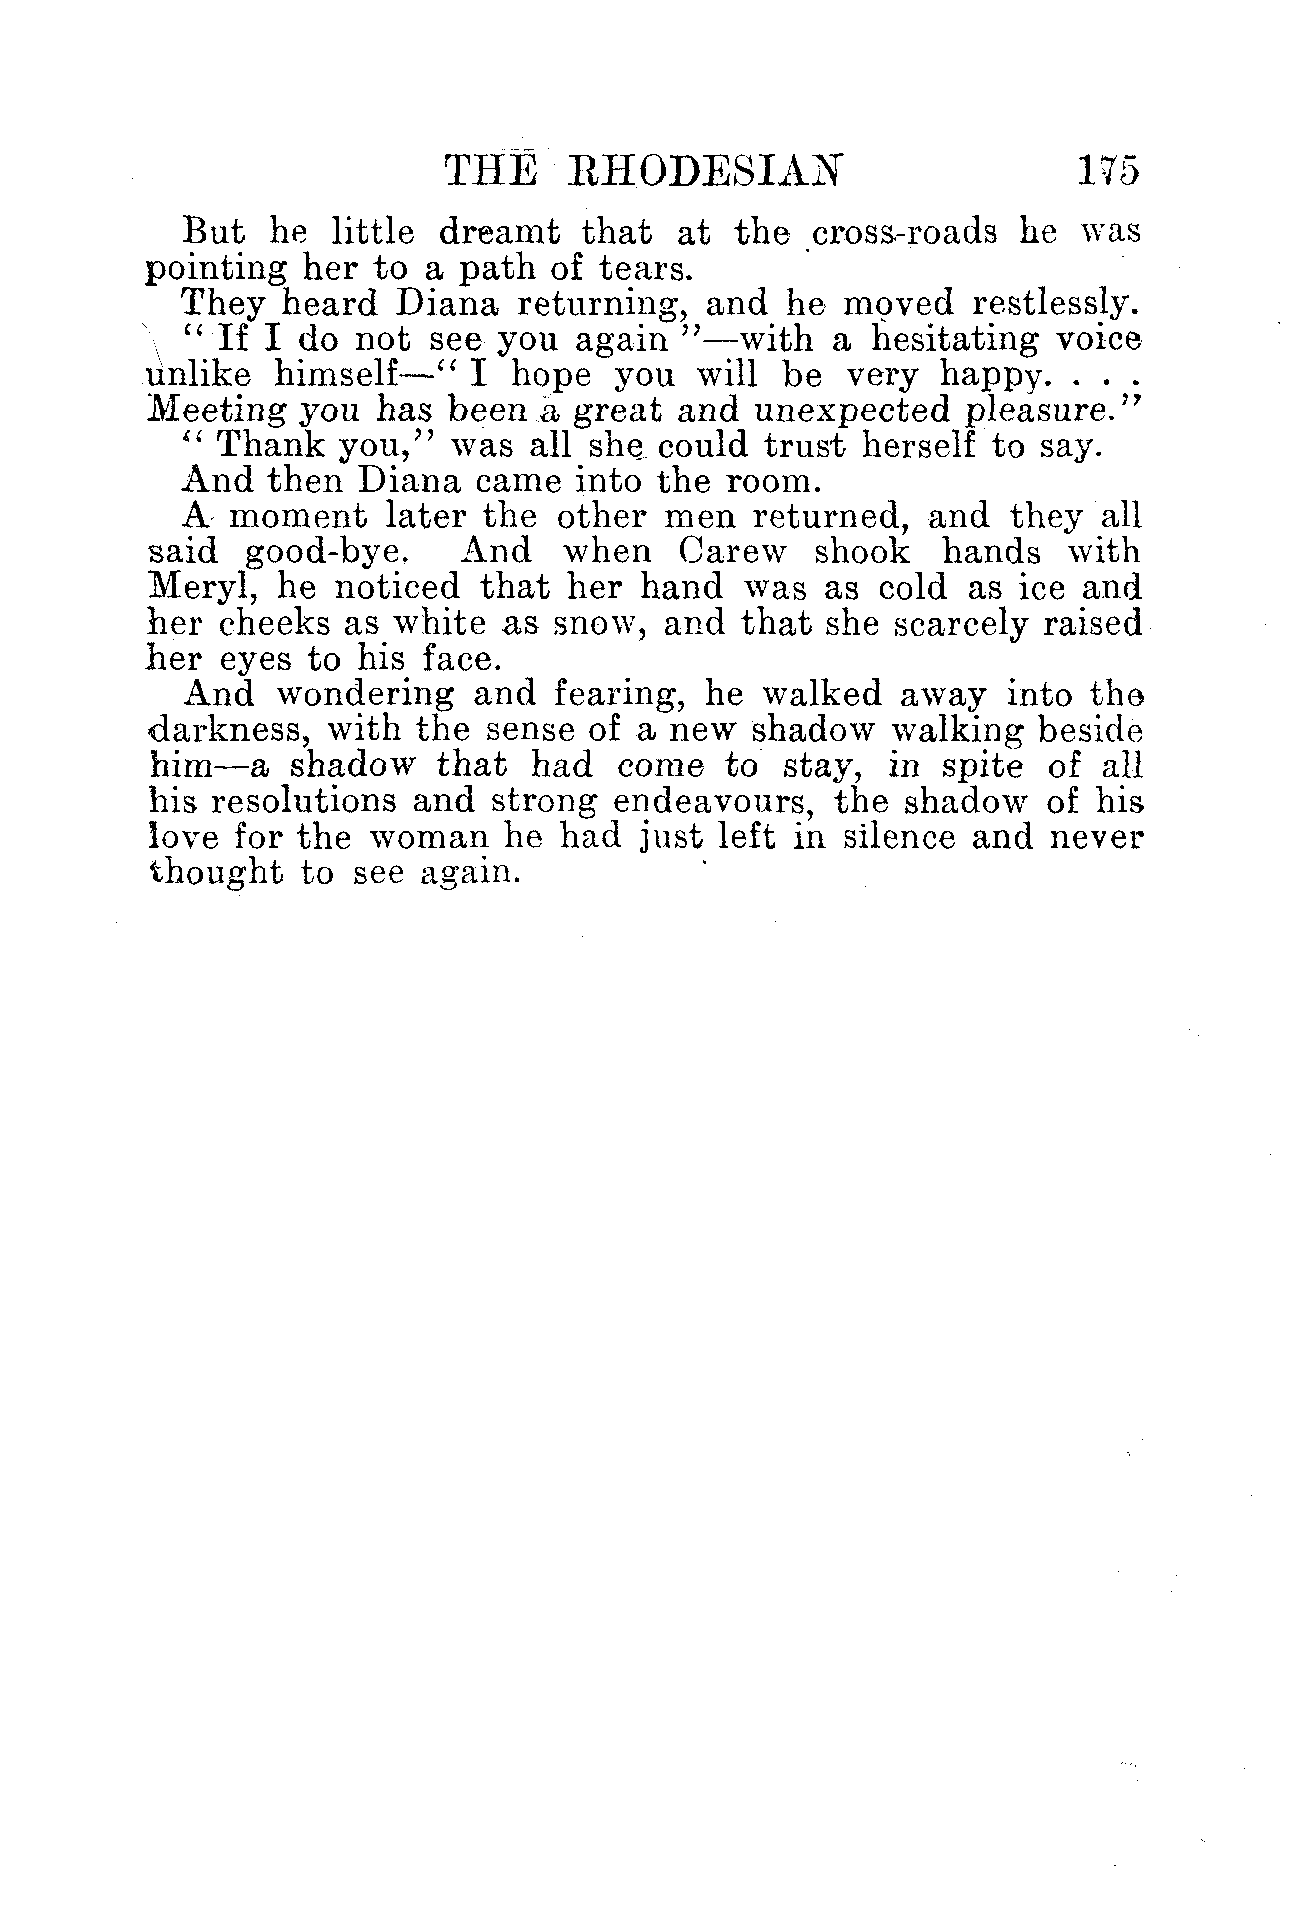 THE RHODESIAN 175
But he little dreamt that at the cross-roads he was
pointing her to a path of tears.
They heard Diana returning, and he moved restlessly.
“ If I do not see you again ”—with a hesitating voice
unlike himself—“ I hope you will be very happy. . . .
Meeting you has been a great and unexpected pleasure.”
“ Thank you,” was all she could trust herself to say.
And then Diana came into the room.
A moment later the other men returned, and they all
said good-bye. And when Carew shook hands with
Meryl, he noticed that her hand was as cold as ice and
her cheeks as white as snow, and that she scarcely raised
her eyes to his face.
And wondering and fearing, he walked away into the
darkness, with the sense of a new shadow walking beside
him—a shadow that had come to stay, in spite of all
his resolutions and strong endeavours, the shadow of his
love for the woman he had just left in silence and never
thought to see again.